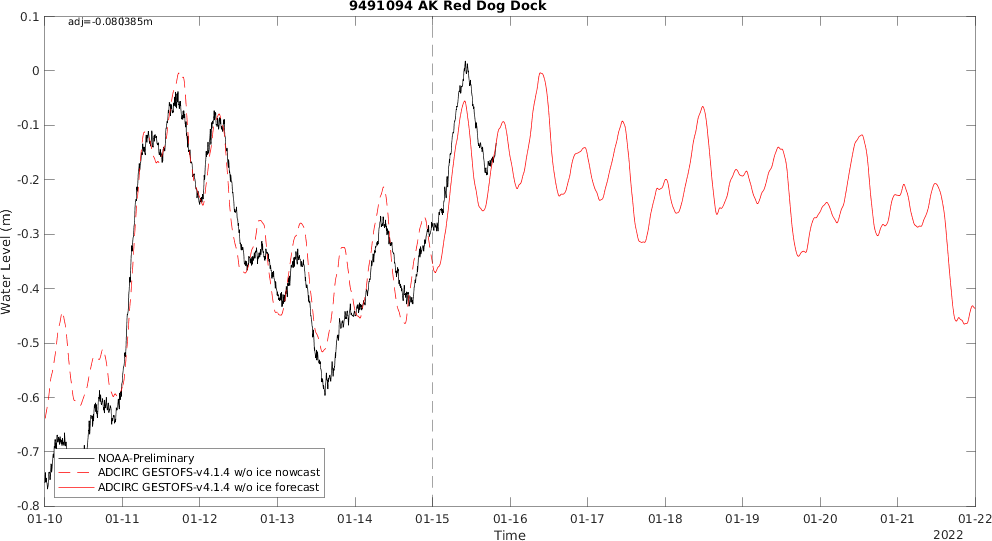 9491094 AK Red Dog Dock
adj=-0.080385m
0.1
0
-0.1
-0.2
-0.3
-0.4
-0.5
-0.6
-0.7
-0.8
Water Level (m)
NOAA-Preliminary
ADCIRC GESTOFS-v4.1.4 w/o ice nowcast
ADCIRC GESTOFS-v4.1.4 w/o ice forecast
01-10 01-11 01-12 01-13 01-14 01-15 01-16 01-17 01-18 01-19 01-20 01-21 01-22
Time
2022